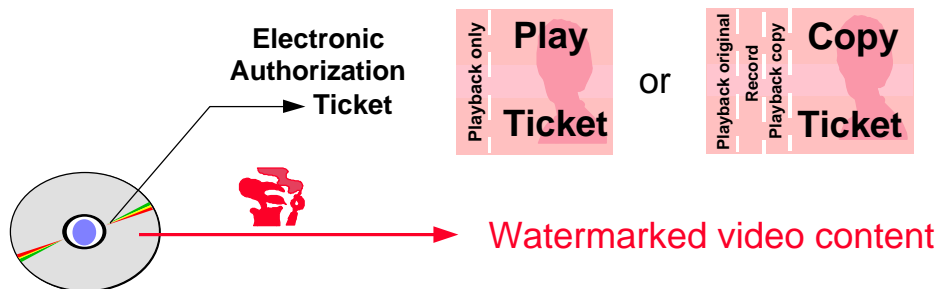 Electronic
Authorization
Ticket
Playback only
Play
Ticket
or
Playback original
Record
Playback copy
Copy
Ticket
Watermarked video content